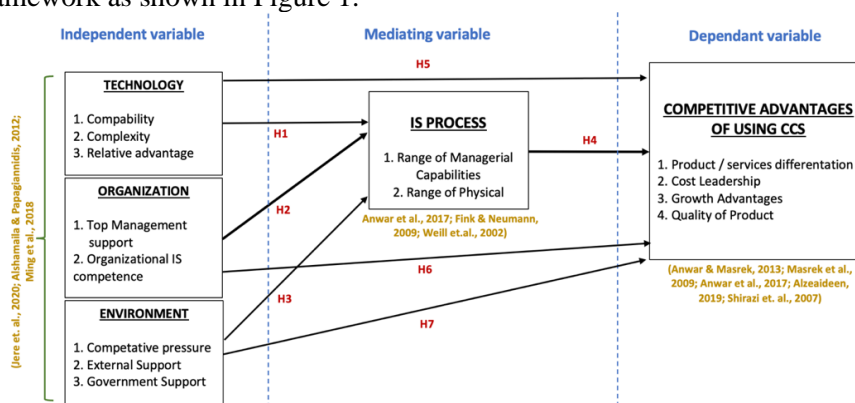 amework as shown in Figure 1.
Independent variable
Mediating variable
Dependant variable
(Jere et. al., 2020; Alshamaila & Papagiannidis, 2012;
Ming et al., 2018
TECHNOLOGY
1. Compability
2. Complexity
3. Relative advantage
ORGANIZATION
1. Top Management
support
2. Organizational IS
competence
ENVIRONMENT
1. Competative pressure
2. External Support
3. Government Support
H5
H1
H2
H3
H4
H6
H7
IS PROCESS
1. Range of Managerial
Capabilities
2. Range of Physical
Anwar et al., 2017; Fink & Neumann,
2009; Weill et.al., 2002)
COMPETITIVE ADVANTAGES
OF USING CCS
1. Product / services differentation
2. Cost Leadership
3. Growth Advantages
4. Quality of Product
(Anwar & Masrek, 2013; Masrek et al.,
2009; Anwar et al., 2017; Alzeaideen,
2019; Shirazi et. al., 2007)